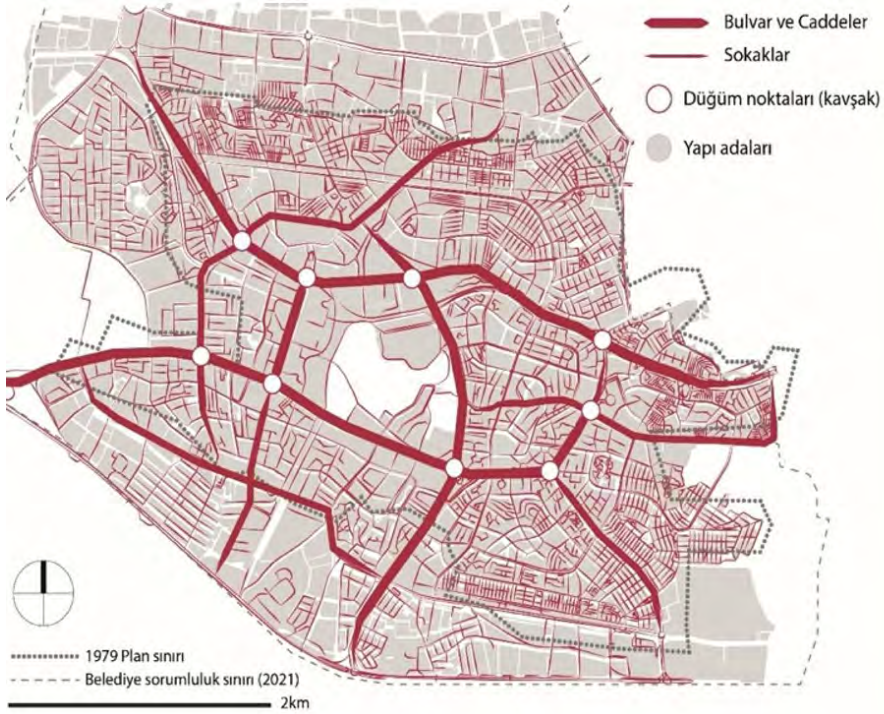 Bulvar ve Caddeler
Sokaklar
Düğüm noktaları (kavşak)
Yapı adaları
1979 Plan sınırı
Belediye sorumluluk sınırı (2021)
2km